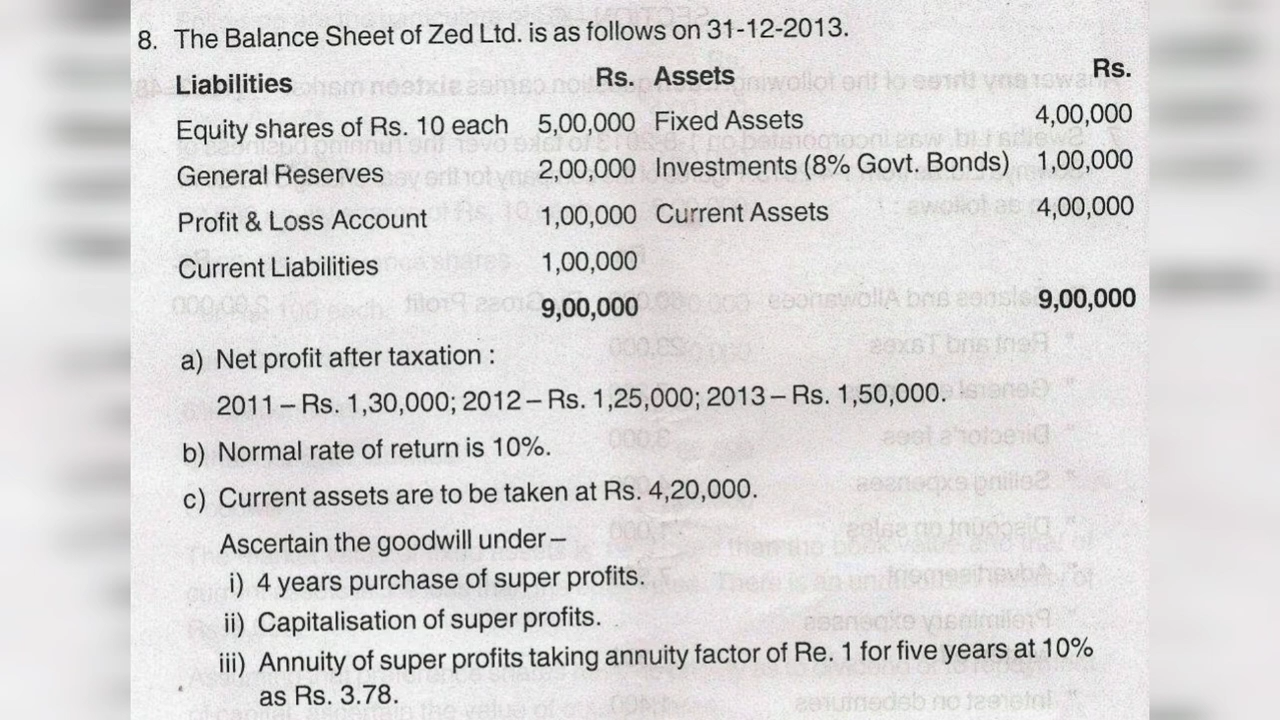 8. The Balance Sheet of Zed Ltd. is as follows on 31-12-2013.
Liabilities Rs. Assets Rs.
Equity shares of Rs. 10 each 5,00,000 Fixed Assets 4,00,000
General Reserves 2,00,000 Investments (8% Govt. Bonds) 1,00,000
Profit & Loss Account 1,00,000 Current Assets 4,00,000
Current Liabilities 1,00,000
9,00,000 9,00,000
a) Net profit after taxation :
2011 – Rs. 1,30,000; 2012 – Rs. 1,25,000; 2013 – Rs. 1,50,000.
b) Normal rate of return is 10%.
c) Current assets are to be taken at Rs. 4,20,000.
Ascertain the goodwill under –
i) 4 years purchase of super profits.
ii) Capitalisation of super profits.
iii) Annuity of super profits taking annuity factor of Re. 1 for five years at 10%
as Rs. 3.78.